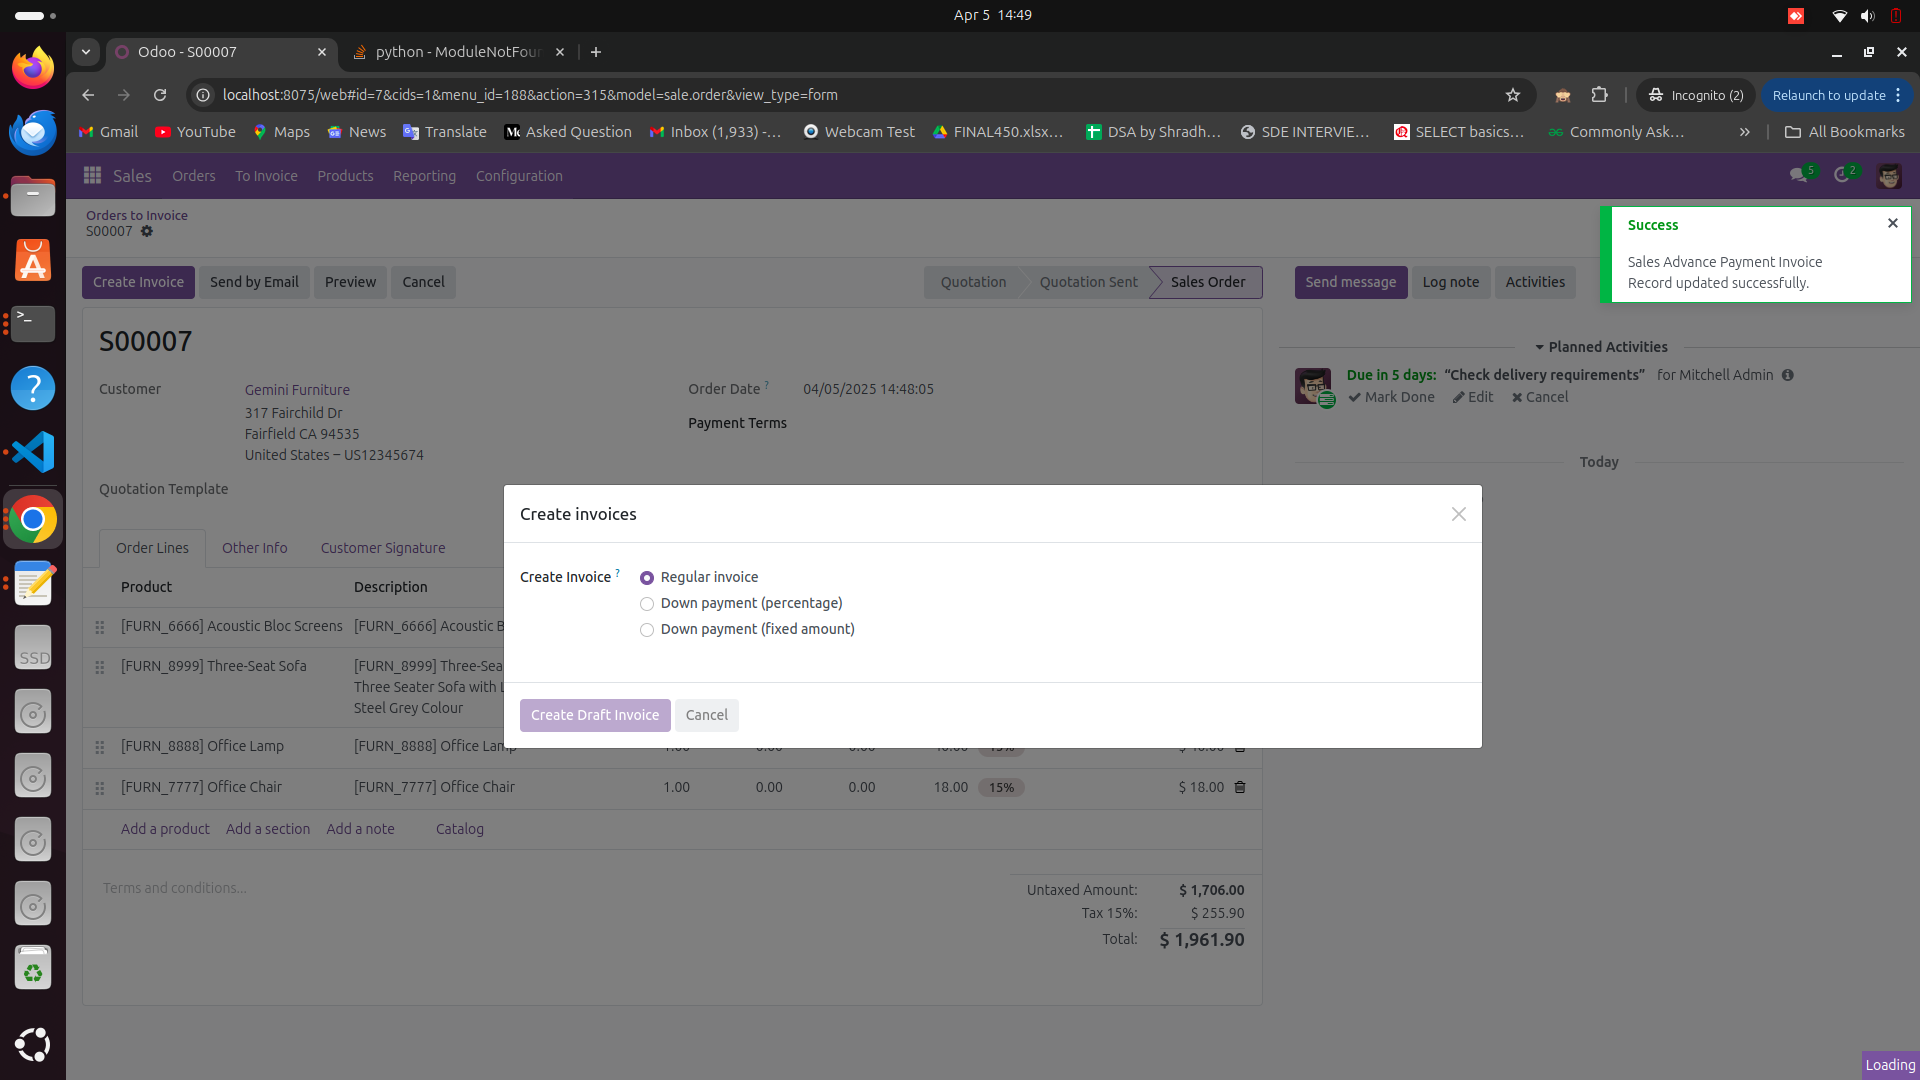 Apr 5 14:49
Odoo - S00007
python - ModuleNotFour
localhost:8075/web#id=7&cids=1&menu_id=188&action=315&model=sale.order&view_type=form
Incognito (2)
Relaunch to update
Gmail
YouTube
Maps
News
Translate
Asked Question
Inbox (1,933) -...
Webcam Test
FINAL450.xlsx...
DSA by Shradh...
SDE INTERVIE...
SELECT basics...
Commonly Ask...
All Bookmarks
Sales
Orders
To Invoice
Products
Reporting
Configuration
5
2
Orders to Invoice
S00007
Success
Sales Advance Payment Invoice
Record updated successfully.
Create Invoice
Send by Email
Preview
Cancel
Quotation
Quotation Sent
Sales Order
Send message
Log note
Activities
S00007
Customer
Gemini Furniture
317 Fairchild Dr
Fairfield CA 94535
United States – US12345674
Order Date ?
04/05/2025 14:48:05
Payment Terms
Quotation Template
Planned Activities
Due in 5 days: “Check delivery requirements” for Mitchell Admin
Mark Done
Edit
Cancel
Today
Order Lines
Other Info
Customer Signature
Product
Description
[FURN_6666] Acoustic Bloc Screens
[FURN_6666] Acoustic B
[FURN_8999] Three-Seat Sofa
[FURN_8999] Three-Sea
Three Seater Sofa with L
Steel Grey Colour
[FURN_8888] Office Lamp
[FURN_8888] Office Lamp
1.00
0.00
0.00
40.00
15%
$ 40.00
[FURN_7777] Office Chair
[FURN_7777] Office Chair
1.00
0.00
0.00
18.00
15%
$ 18.00
Add a product
Add a section
Add a note
Catalog
Terms and conditions...
Untaxed Amount: $ 1,706.00
Tax 15%: $ 255.90
Total: $ 1,961.90
Create invoices
Create Invoice ?
Regular invoice
Down payment (percentage)
Down payment (fixed amount)
Create Draft Invoice
Cancel
SSD
Loading